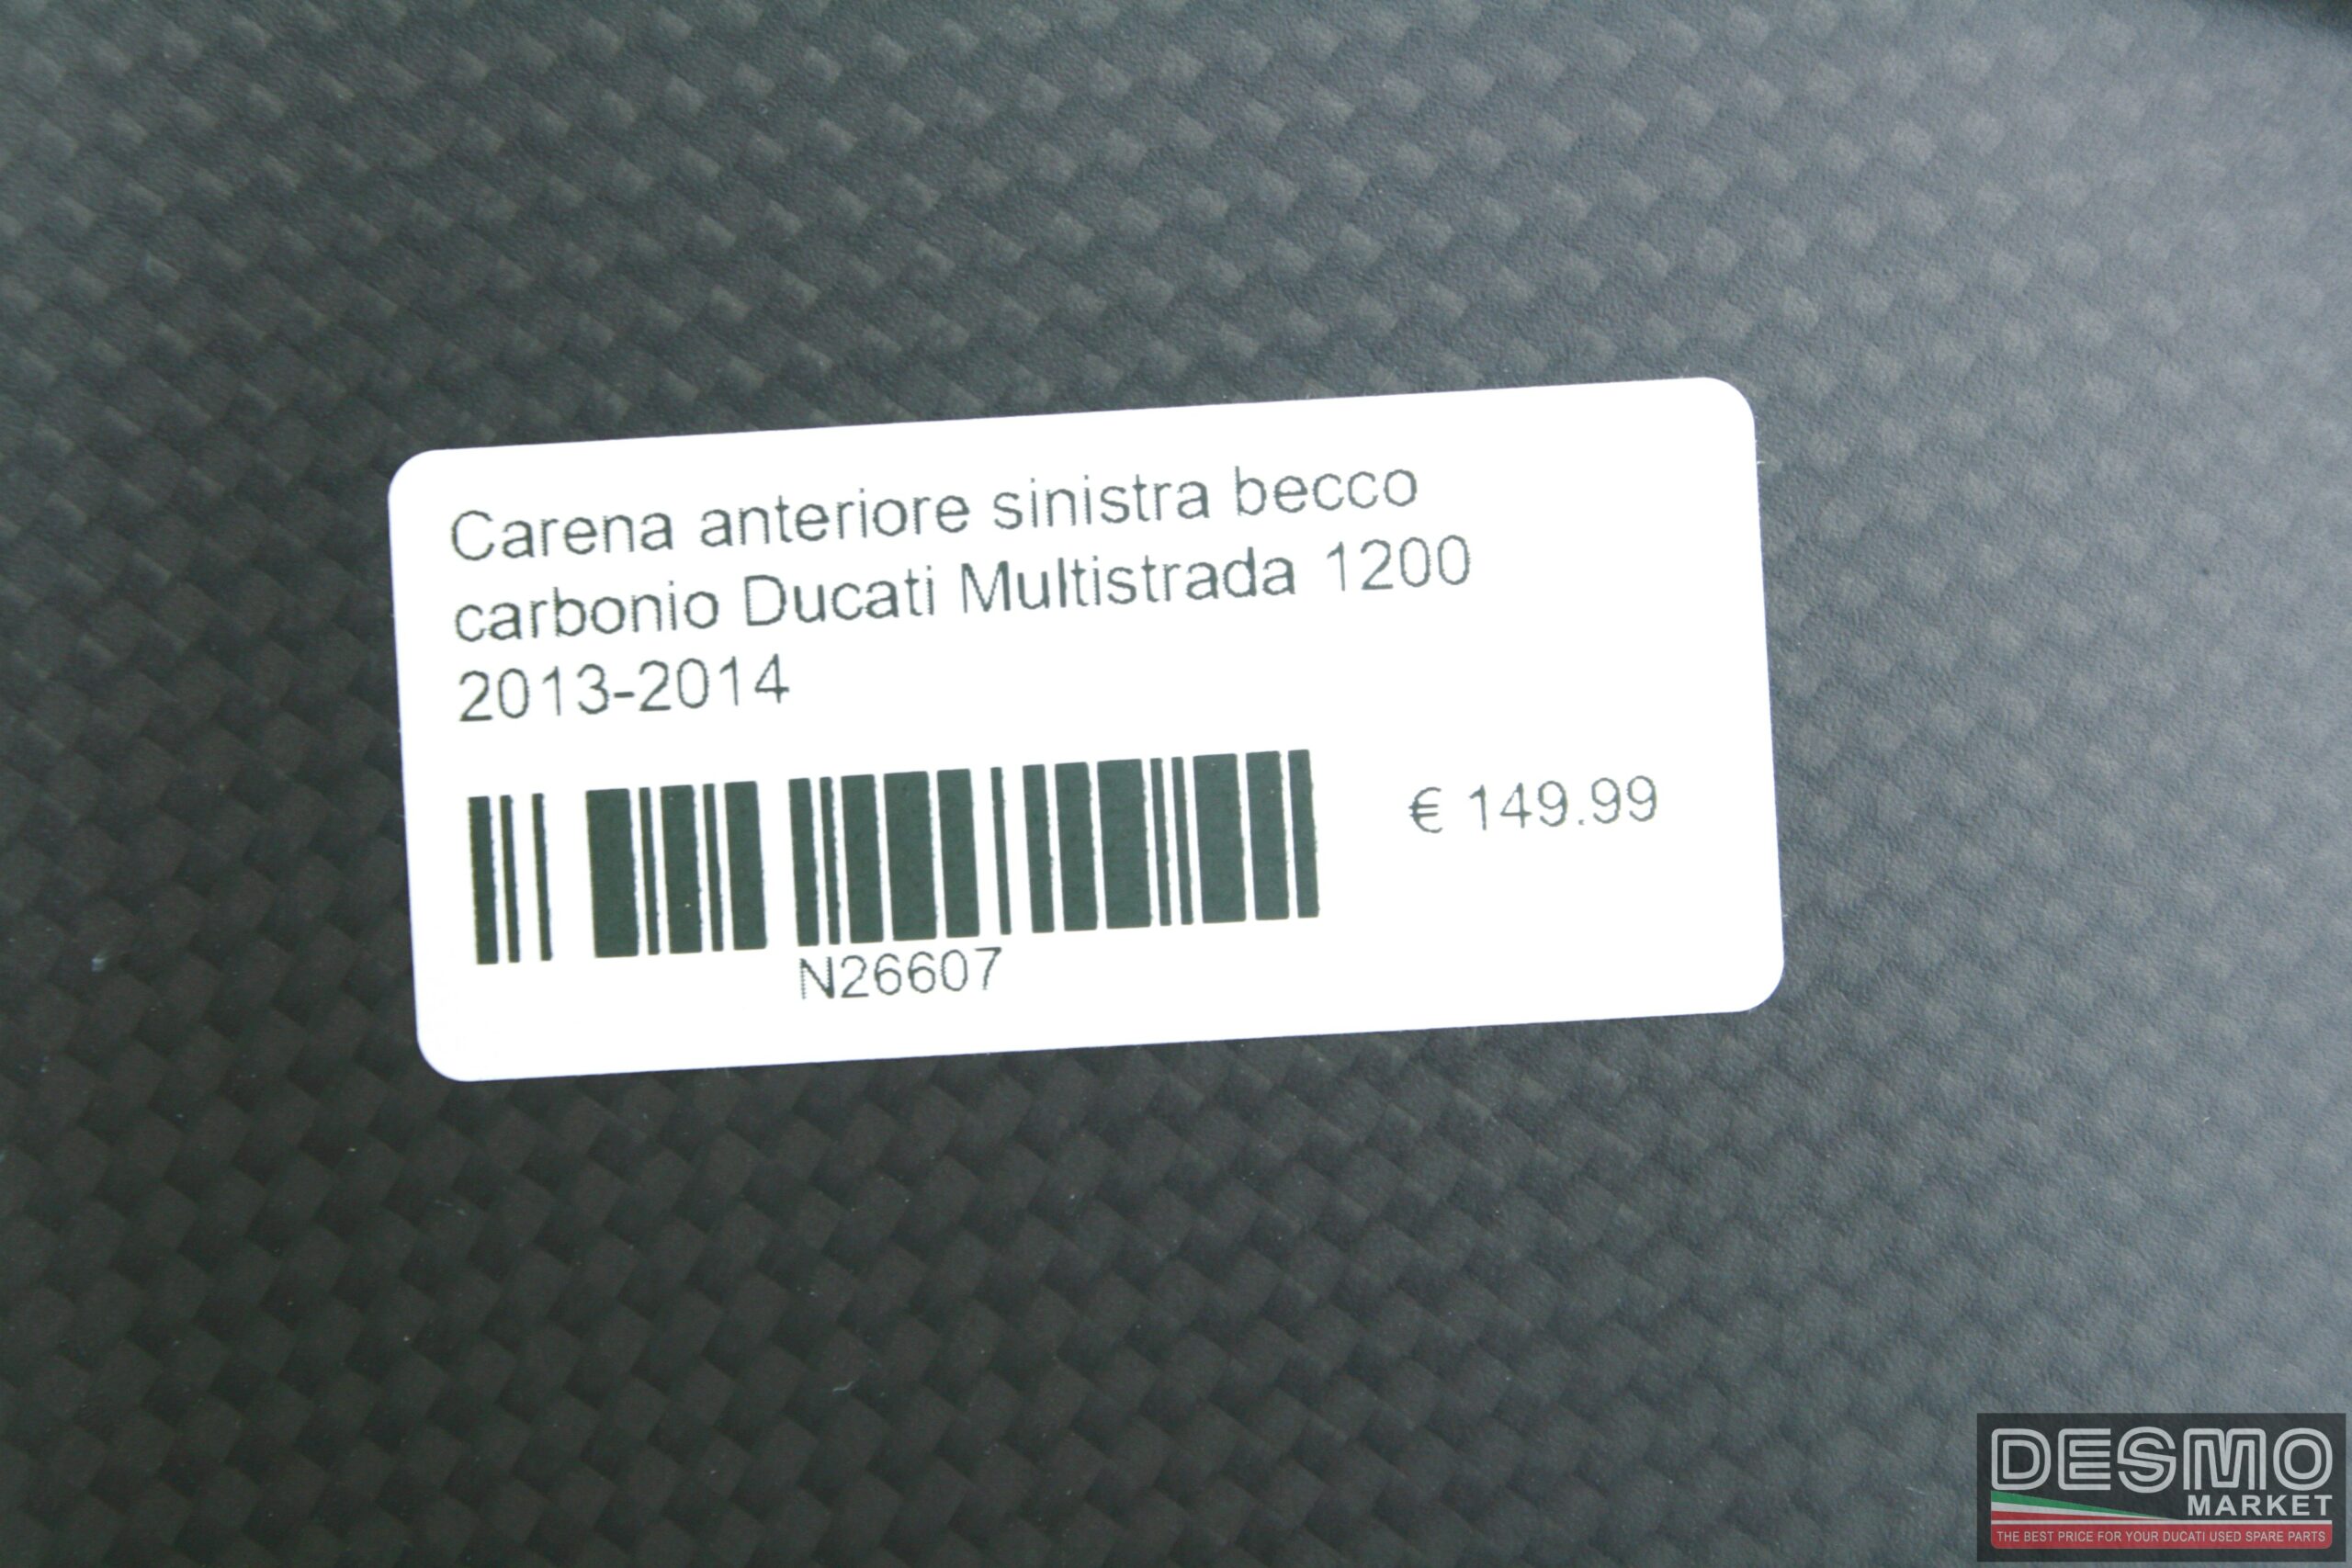 Carena anteriore sinistra becco
carbonio Ducati Multistrada 1200
2013-2014
€ 149.99
N26607
DESMO
MARKET
THE BEST PRICE FOR YOUR DUCATI USED SPARE PARTS